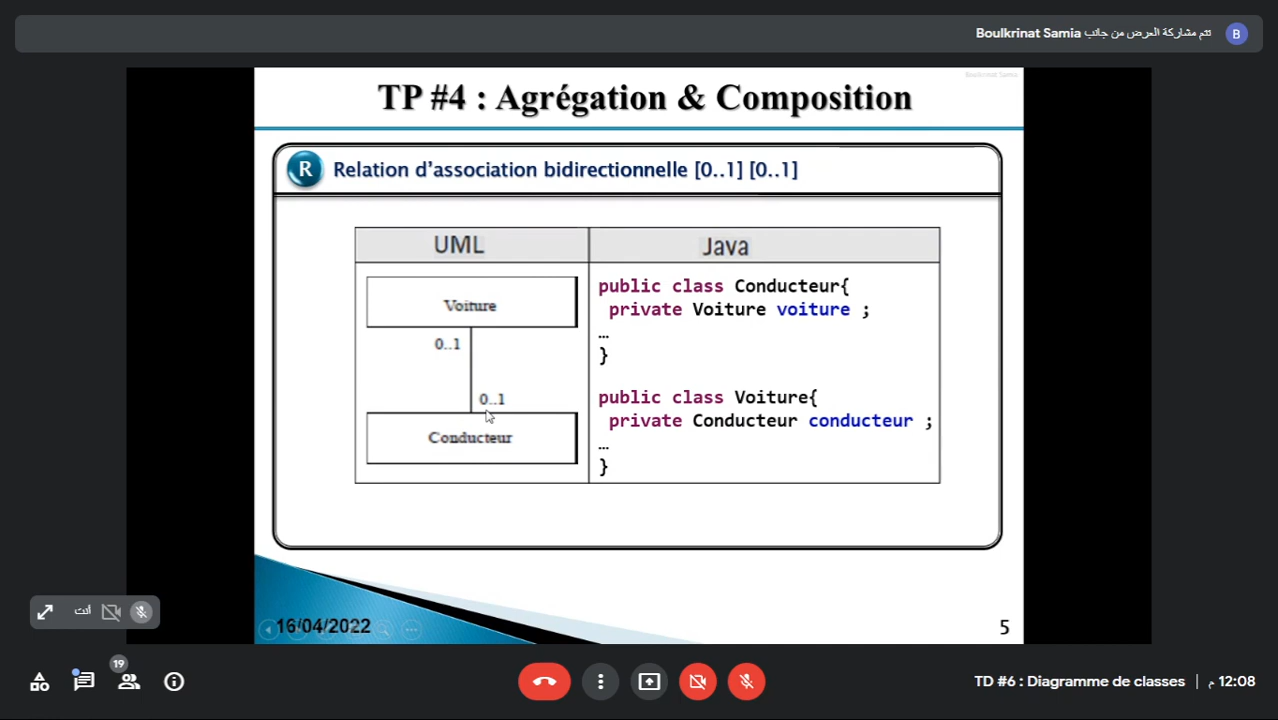 تتم مشاركة العرض من جانب Boulkrinat Samia
B
Boulkrinat Samia
TP #4 : Agrégation & Composition
R
Relation d’association bidirectionnelle [0..1] [0..1]
UML
Java
Voiture
0..1
0..1
Conducteur
public class Conducteur{
private Voiture voiture ;
…
}
public class Voiture{
private Conducteur conducteur ;
…
}
أنت
16/04/2022
5
19
TD #6 : Diagramme de classes | 12:08 م